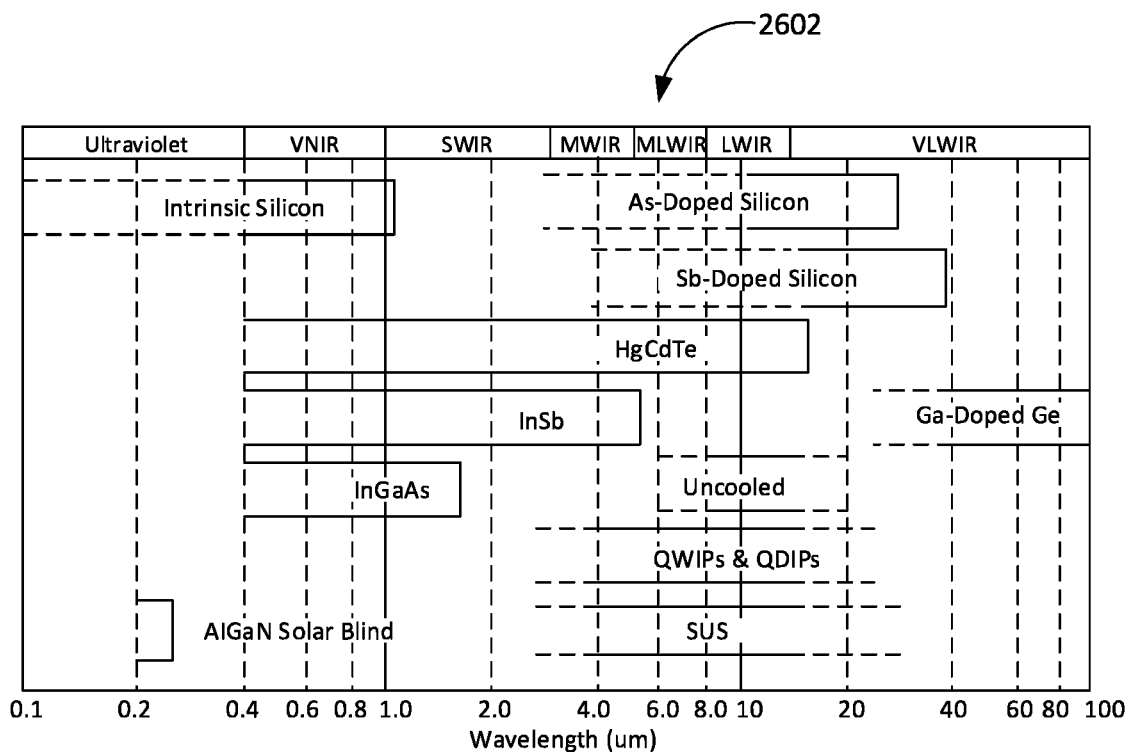 2602
Ultraviolet VNIR SWIR MWIR MLWIR LWIR VLWIR
Intrinsic Silicon As-Doped Silicon
Sb-Doped Silicon
HgCdTe
InSb Ga-Doped Ge
InGaAs Uncooled
QWIPs & QDIPs
AlGaN Solar Blind SUS
0.1 0.2 0.4 0.6 0.8 1.0 2.0 4.0 6.0 8.0 10 20 40 60 80 100
Wavelength (um)